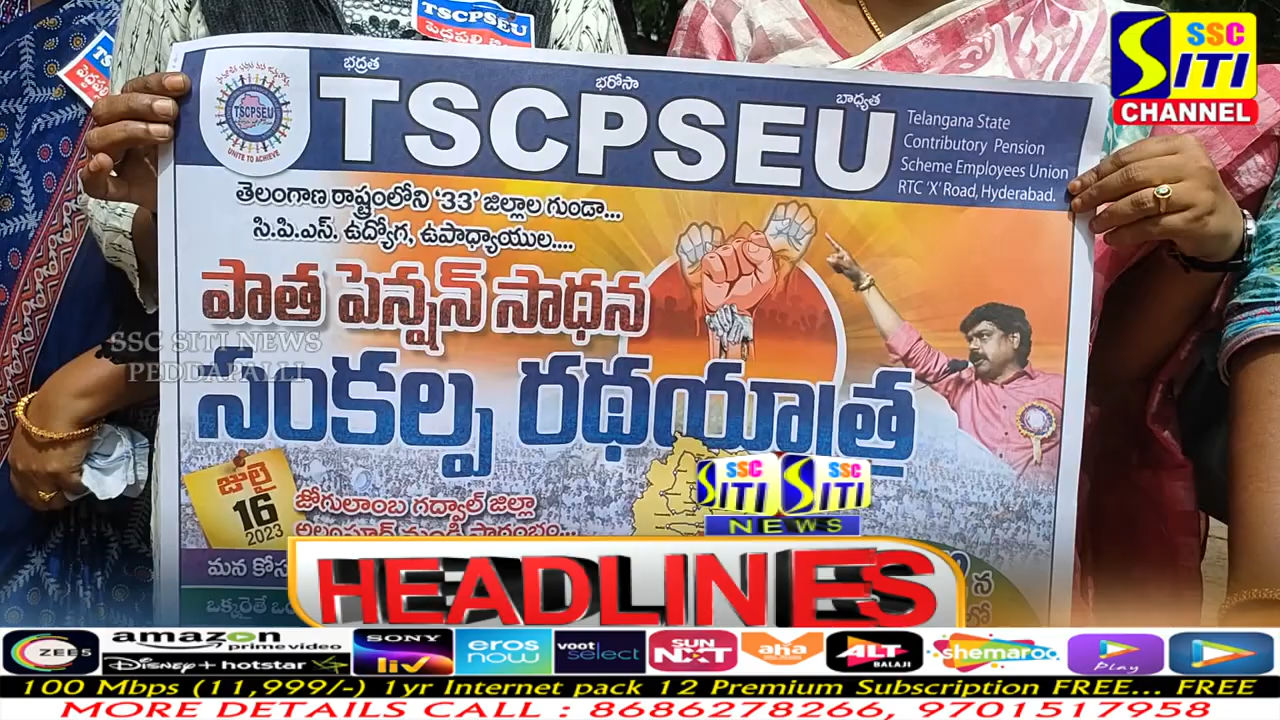 TSCPSEU
పెద్దపల్లి
SSC
SITI
CHANNEL
భద్రత
భరోసా
బాధ్యత
TSCPSEU
TSCPSEU
UNITE TO ACHIEVE
Telangana State
Contributory Pension
Scheme Employees Union
RTC 'X' Road, Hyderabad.
తెలంగాణ రాష్ట్రంలోని '33' జిల్లాల గుండా...
సి.పి.ఎస్. ఉద్యోగ, ఉపాధ్యాయుల....
పాత పెన్షన్ సాధన
SSC SITI NEWS
PEDDAPALLI
సంకల్ప రథయాత్ర
జులై
16
2023
జోగులాంబ గద్వాల్ జిల్లా
SSC SITI SSC SITI
NEWS
మన కోస
HEADLINES
ZEE5
amazon
prime video
Disney+ hotstar
SONY
liv
eros
now
voot
select
SUN
NXT
aha
ALT
BALAJI
shemaroo
Play
100 Mbps (11,999/-) 1yr Internet pack 12 Premium Subscription FREE... FREE
MORE DETAILS CALL : 8686278266, 9701517958